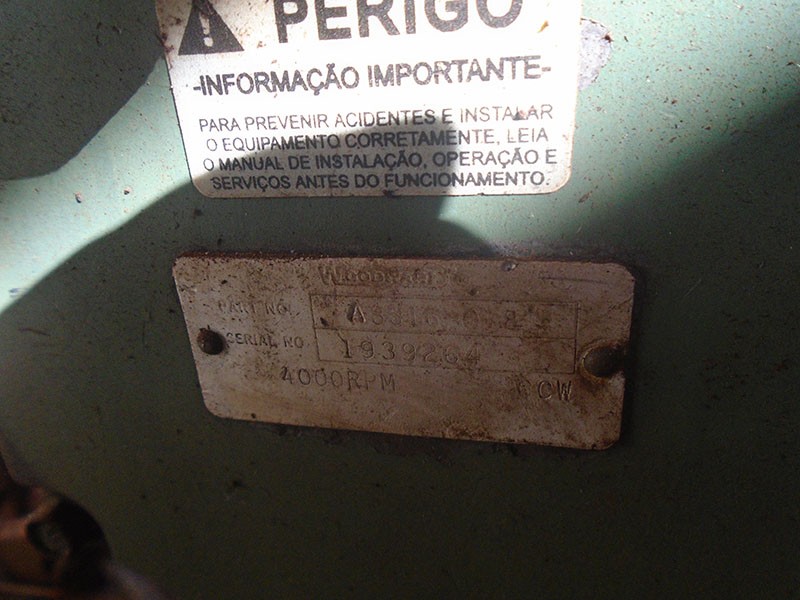 PERIGO
-INFORMAÇÃO IMPORTANTE-
PARA PREVENIR ACIDENTES E INSTALAR
O EQUIPAMENTO CORRETAMENTE, LEIA
O MANUAL DE INSTALAÇÃO, OPERAÇÃO E
SERVIÇOS ANTES DO FUNCIONAMENTO.
WOODWARD
PART NO.
SERIAL NO 1939264
4000RPM CCW